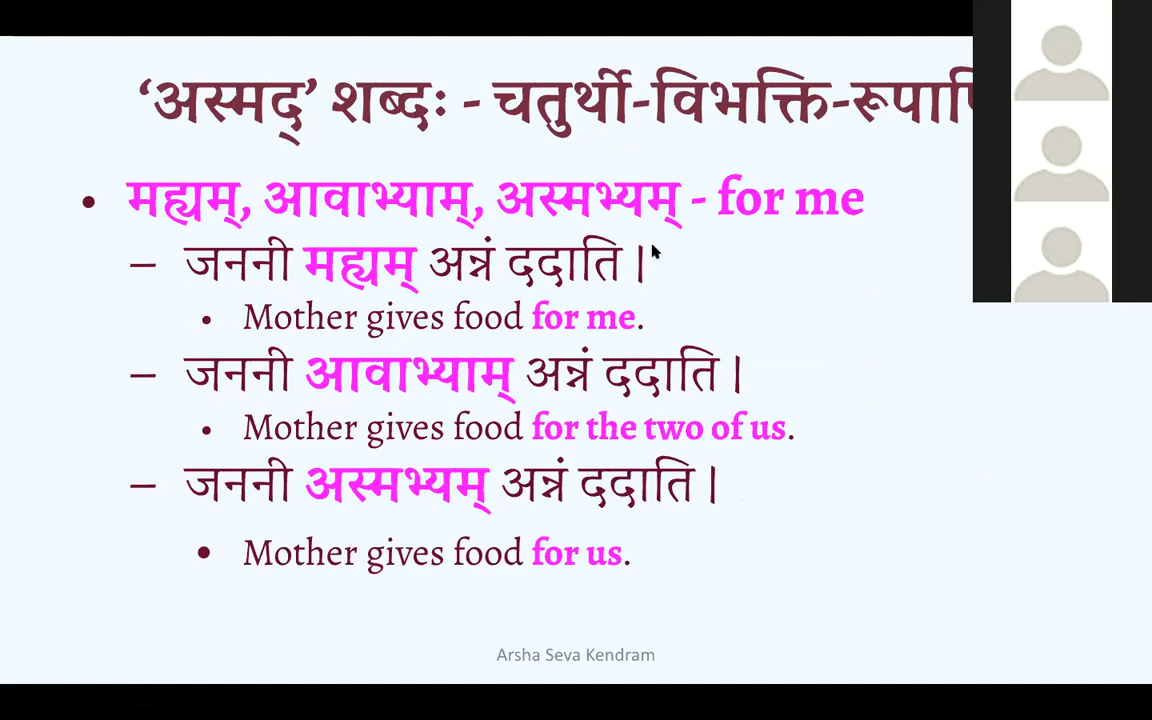 ‘अस्मद्’ शब्दः - चतुर्थी-विभक्ति-
• मह्यम्, आवाभ्याम्, अस्मभ्यम् - for me
– जननी मह्यम् अन्नं ददाति।
• Mother gives food for me.
– जननी आवाभ्याम् अन्नं ददाति।
• Mother gives food for the two of us.
– जननी अस्मभ्यम् अन्नं ददाति।
• Mother gives food for us.
Arsha Seva Kendram